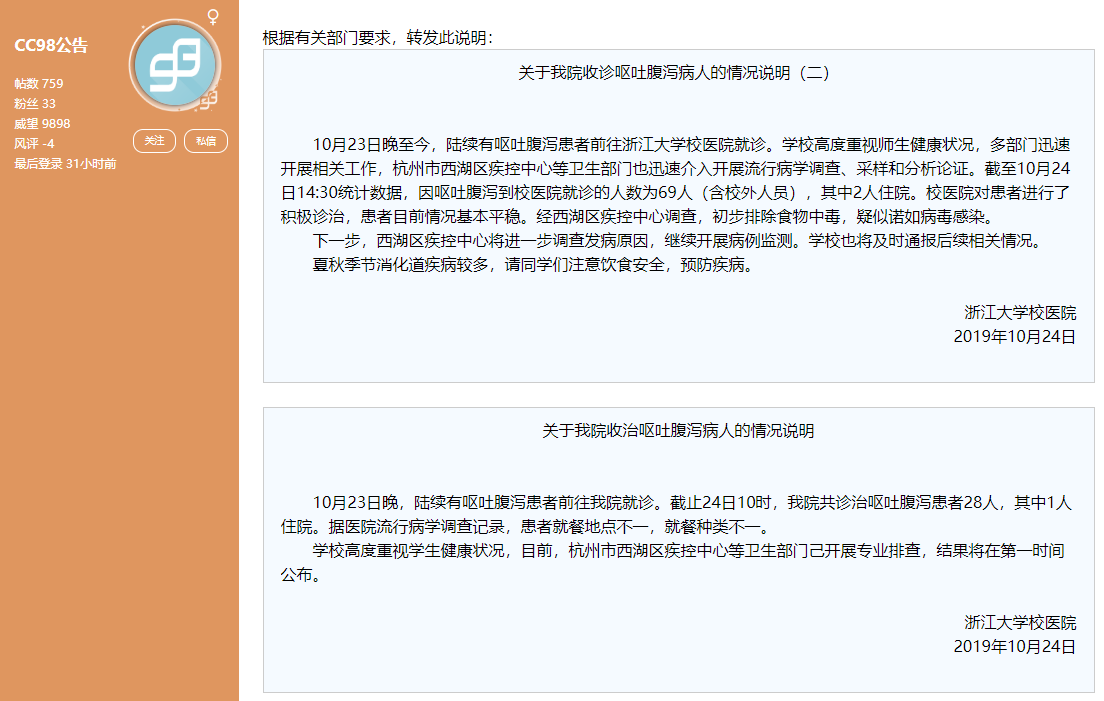 CC98公告
帖数 759
粉丝 33
威望 9898
风评 -4
最后登录 31小时前
关注
私信
根据有关部门要求，转发此说明：
关于我院收诊呕吐腹泻病人的情况说明（二）
10月23日晚至今，陆续有呕吐腹泻患者前往浙江大学校医院就诊。学校高度重视师生健康状况，多部门迅速
开展相关工作，杭州市西湖区疾控中心等卫生部门也迅速介入开展流行病学调查、采样和分析论证。截至10月24
日14:30统计数据，因呕吐腹泻到校医院就诊的人数为69人（含校外人员），其中2人住院。校医院对患者进行了
积极诊治，患者目前情况基本平稳。经西湖区疾控中心调查，初步排除食物中毒，疑似诺如病毒感染。
下一步，西湖区疾控中心将进一步调查发病原因，继续开展病例监测。学校也将及时通报后续相关情况。
夏秋季节消化道疾病较多，请同学们注意饮食安全，预防疾病。
浙江大学校医院
2019年10月24日
关于我院收治呕吐腹泻病人的情况说明
10月23日晚，陆续有呕吐腹泻患者前往我院就诊。截止24日10时，我院共诊治呕吐腹泻患者28人，其中1人
住院。据医院流行病学调查记录，患者就餐地点不一，就餐种类不一。
学校高度重视学生健康状况，目前，杭州市西湖区疾控中心等卫生部门已开展专业排查，结果将在第一时间
公布。
浙江大学校医院
2019年10月24日